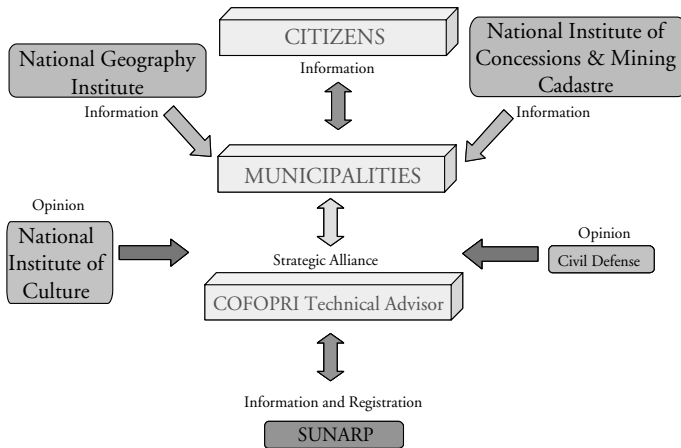 CITIZENS
Information
National Geography
Institute
Information
National Institute of
Concessions & Mining
Cadastre
Information
MUNICIPALITIES
Opinion
National
Institute of
Culture
Strategic Alliance
Opinion
Civil Defense
COFOPRI Technical Advisor
Information and Registration
SUNARP